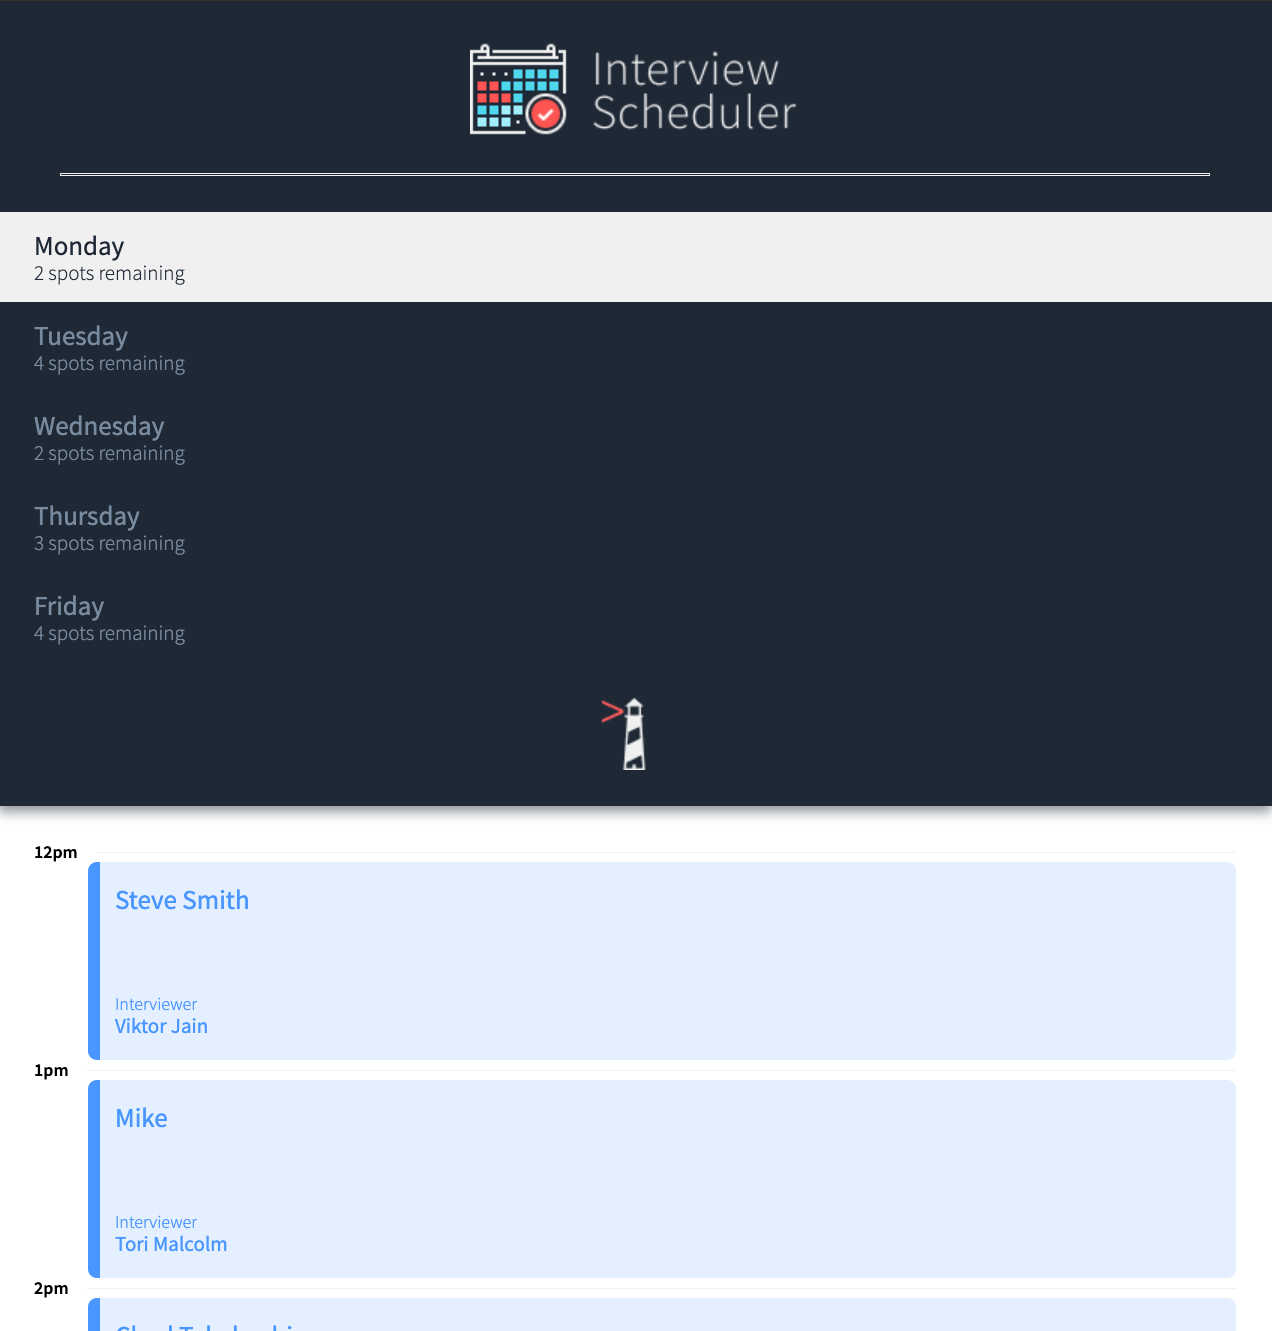 Interview
Scheduler
Monday
2 spots remaining
Tuesday
4 spots remaining
Wednesday
2 spots remaining
Thursday
3 spots remaining
Friday
4 spots remaining
12pm
Steve Smith
Interviewer
Viktor Jain
1pm
Mike
Interviewer
Tori Malcolm
2pm